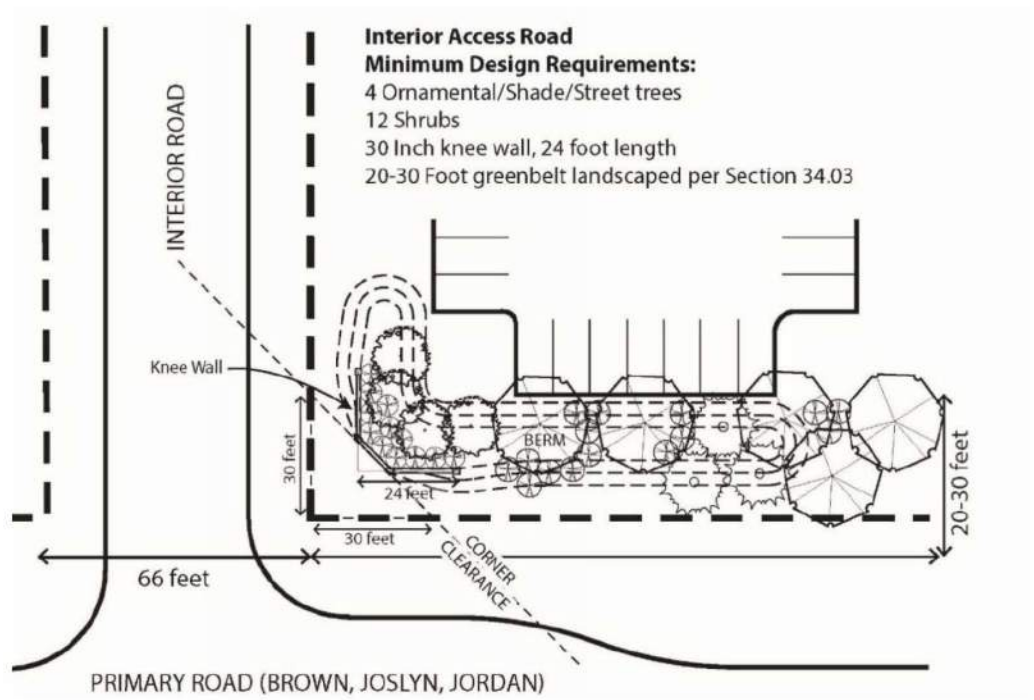 Interior Access Road
Minimum Design Requirements:
4 Ornamental/Shade/Street trees
12 Shrubs
30 Inch knee wall, 24 foot length
20-30 Foot greenbelt landscaped per Section 34.03
INTERIOR ROAD
Knee Wall
BERM
30 feet
24 feet
30 feet
20-30 feet
CORNER
CLEARANCE
66 feet
PRIMARY ROAD (BROWN, JOSLYN, JORDAN)